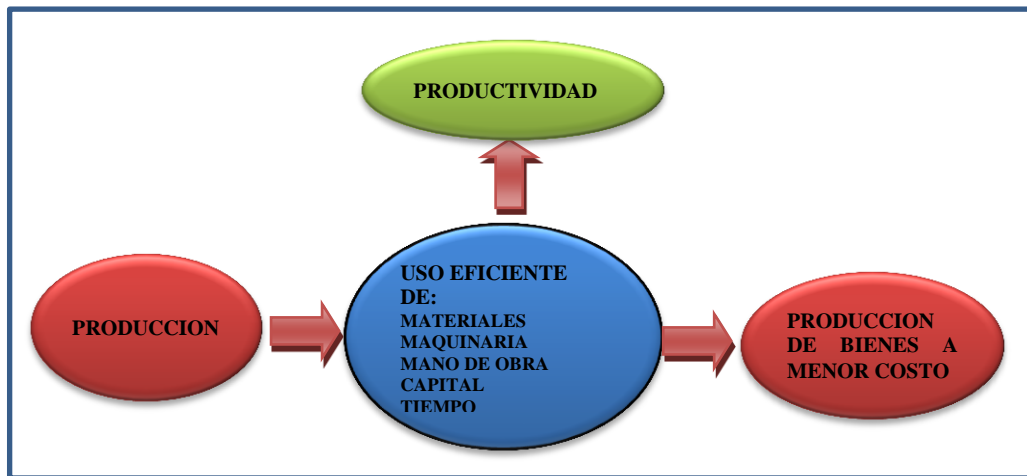 PRODUCTIVIDAD
USO EFICIENTE
DE:
MATERIALES
MAQUINARIA
MANO DE OBRA
CAPITAL
TIEMPO
PRODUCCION
PRODUCCION
DE BIENES A
MENOR COSTO